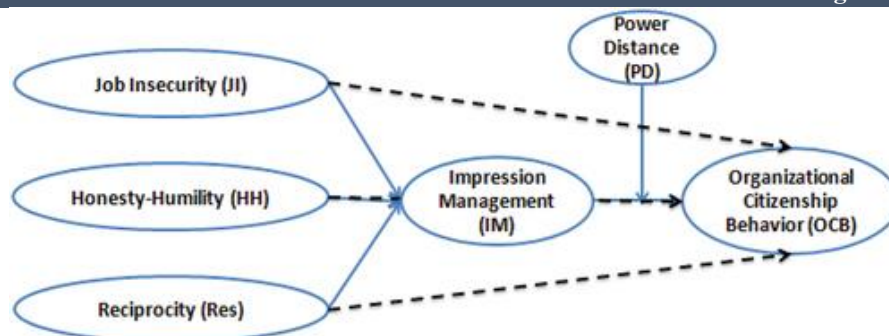 Power
Distance
(PD)
Job Insecurity (JI)
Honesty-Humility (HH)
Impression
Management
(IM)
Organizational
Citizenship
Behavior (OCB)
Reciprocity (Res)